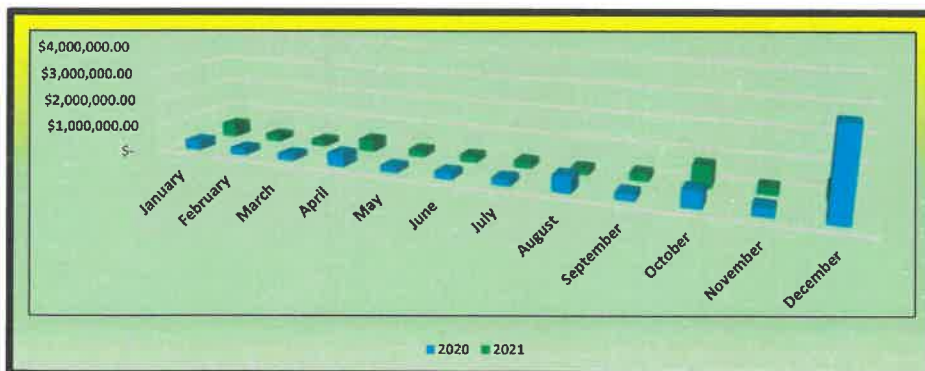 $4,000,000.00
$3,000,000.00
$2,000,000.00
$1,000,000.00
$-
January
February
March
April
May
June
July
August
September
October
November
December
2020 2021